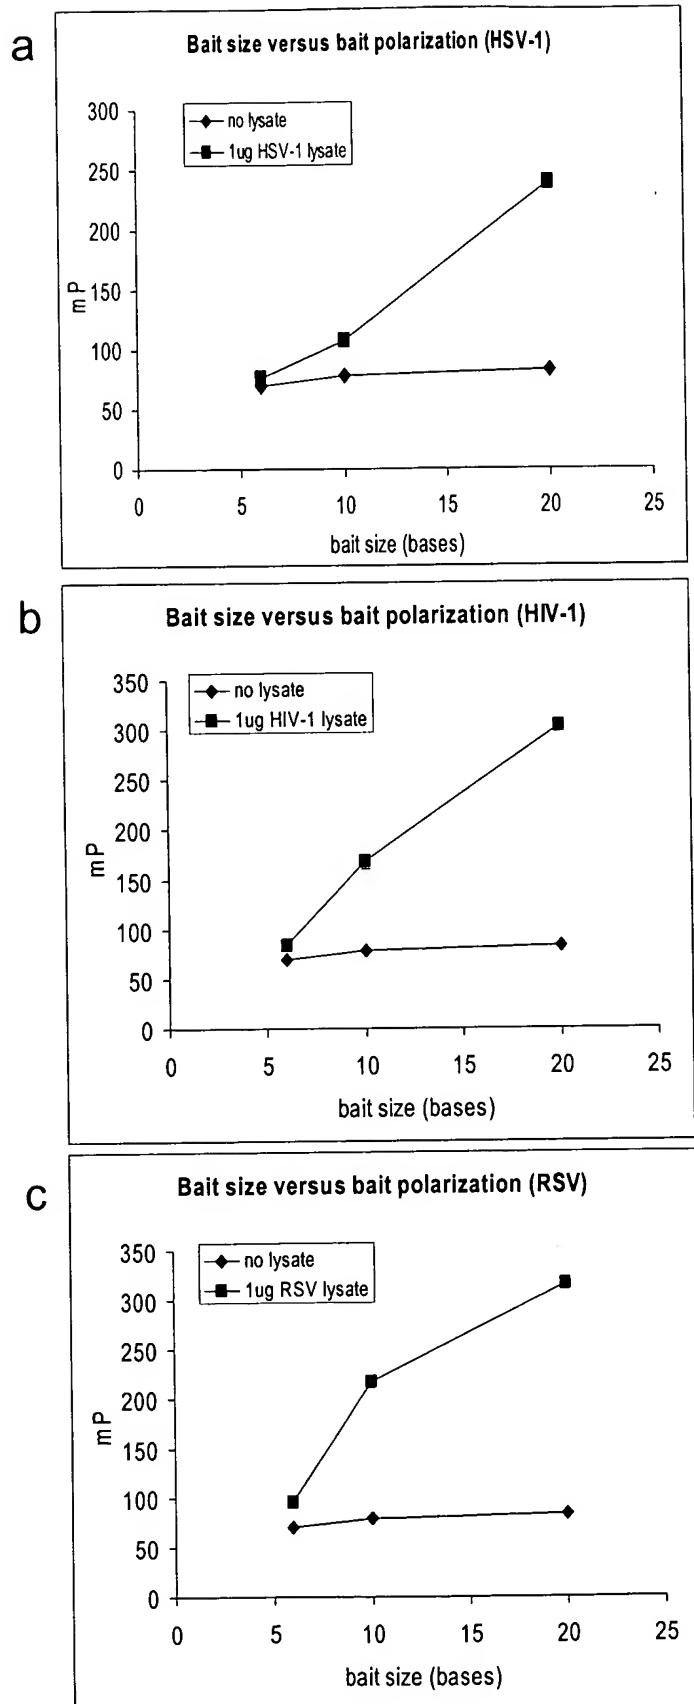 a
Bait size versus bait polarization (HSV-1)
no lysate
1ug HSV-1 lysate
300
250
200
150
100
50
0
mP
0 5 10 15 20 25
bait size (bases)
b
Bait size versus bait polarization (HIV-1)
no lysate
1ug HIV-1 lysate
350
300
250
200
150
100
50
0
mP
0 5 10 15 20 25
bait size (bases)
c
Bait size versus bait polarization (RSV)
no lysate
1ug RSV lysate
350
300
250
200
150
100
50
0
mP
0 5 10 15 20 25
bait size (bases)